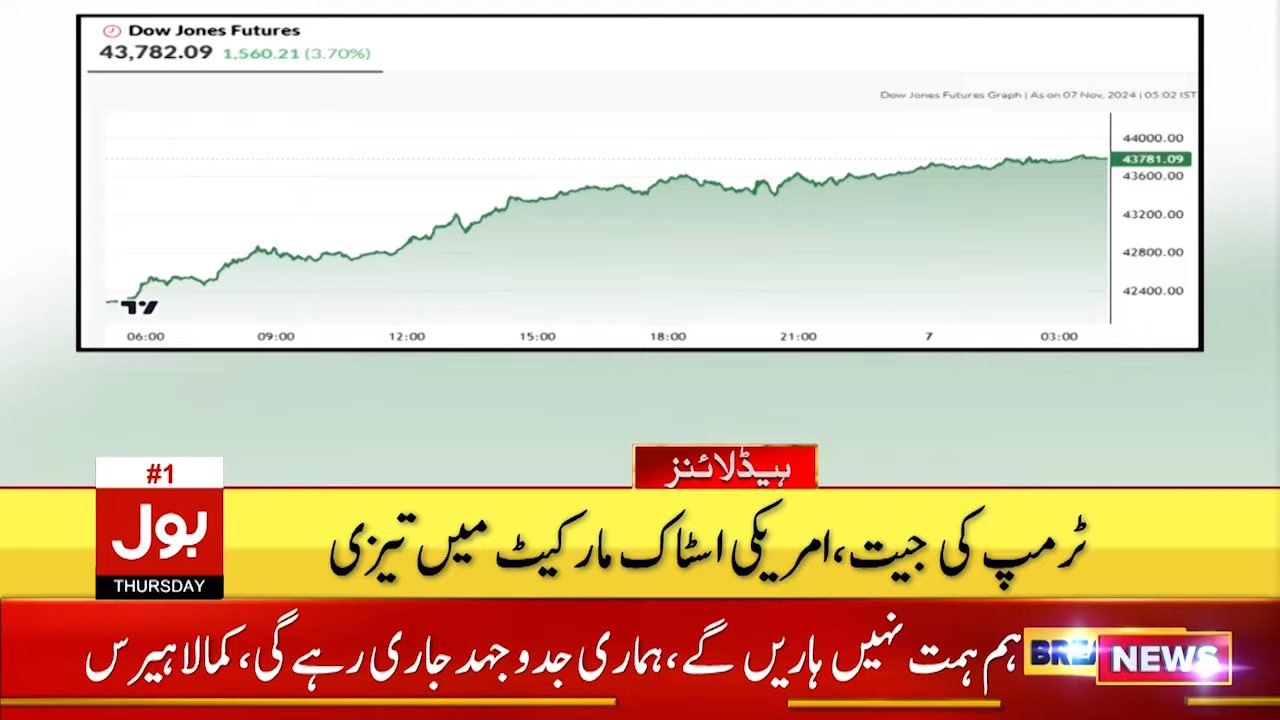 Dow Jones Futures
43,782.09 1,560.21 (3.70%)
Dow Jones Futures Graph | As on 07 Nov, 2024 | 05:02 IST
44000.00
43781.09
43600.00
43200.00
42800.00
42400.00
06:00 09:00 12:00 15:00 18:00 21:00 7 03:00
ہیڈلائنز
#1
بول
THURSDAY
ٹرمپ کی جیت، امریکی اسٹاک مارکیٹ میں تیزی
ہم ہمت نہیں ہاریں گے، ہماری جدوجہد جاری رہے گی، کمالا ہیرس
BREA
NEWS